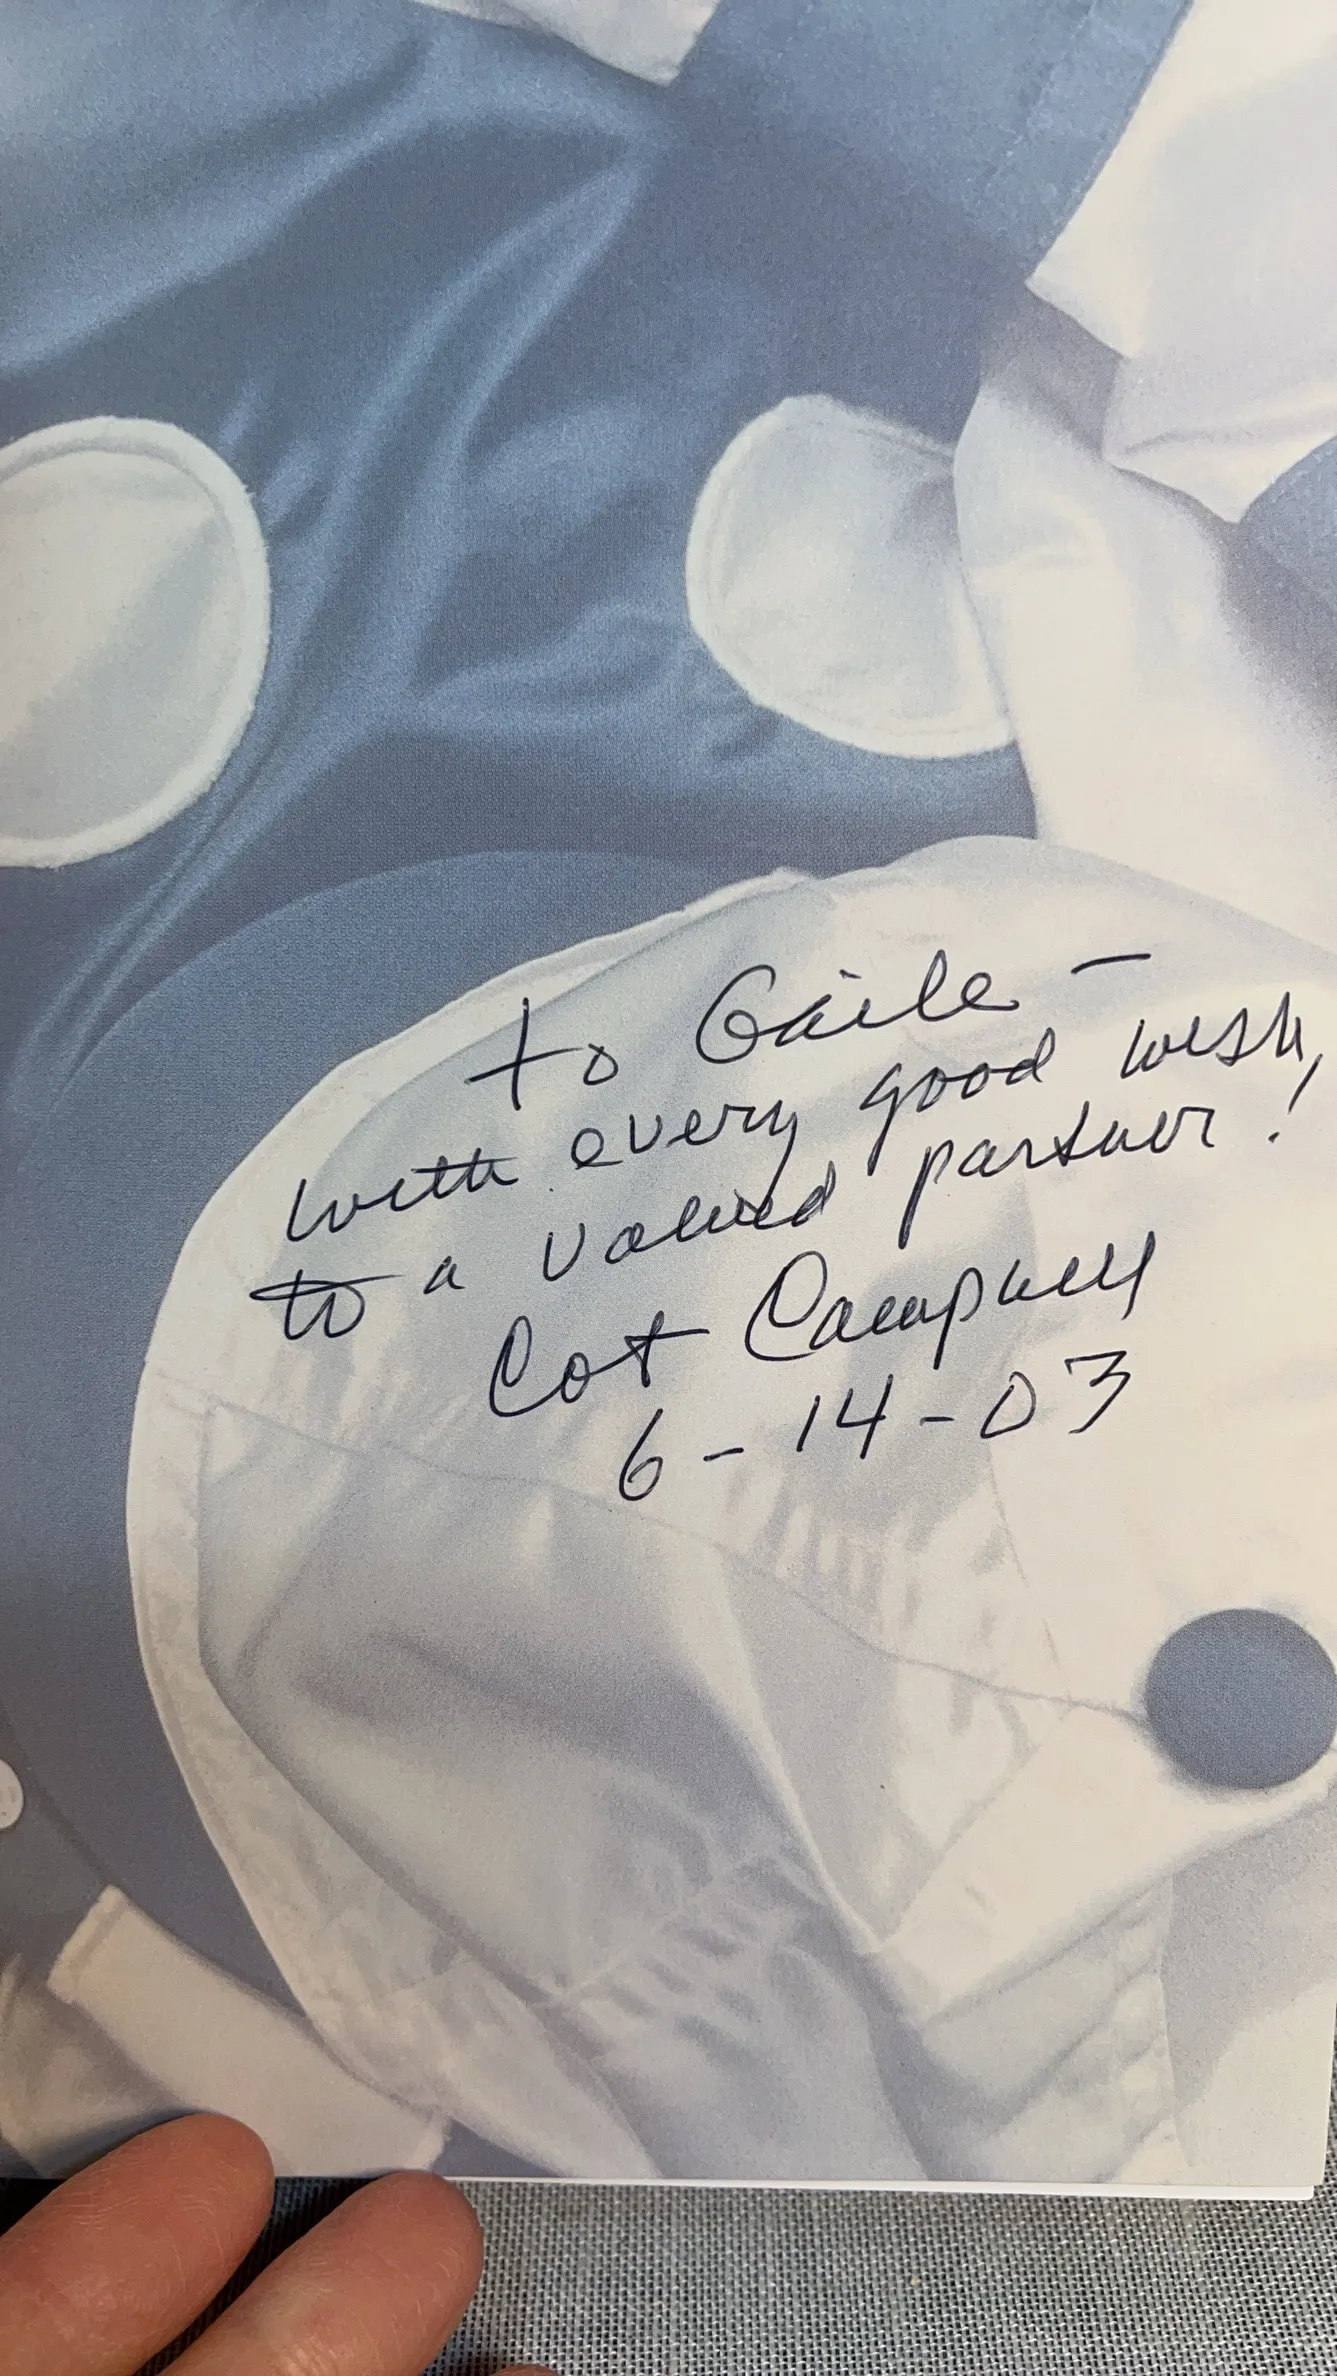 to Gaile –
with every good wish,
to a valued partner!
Cot Campbell
6-14-03